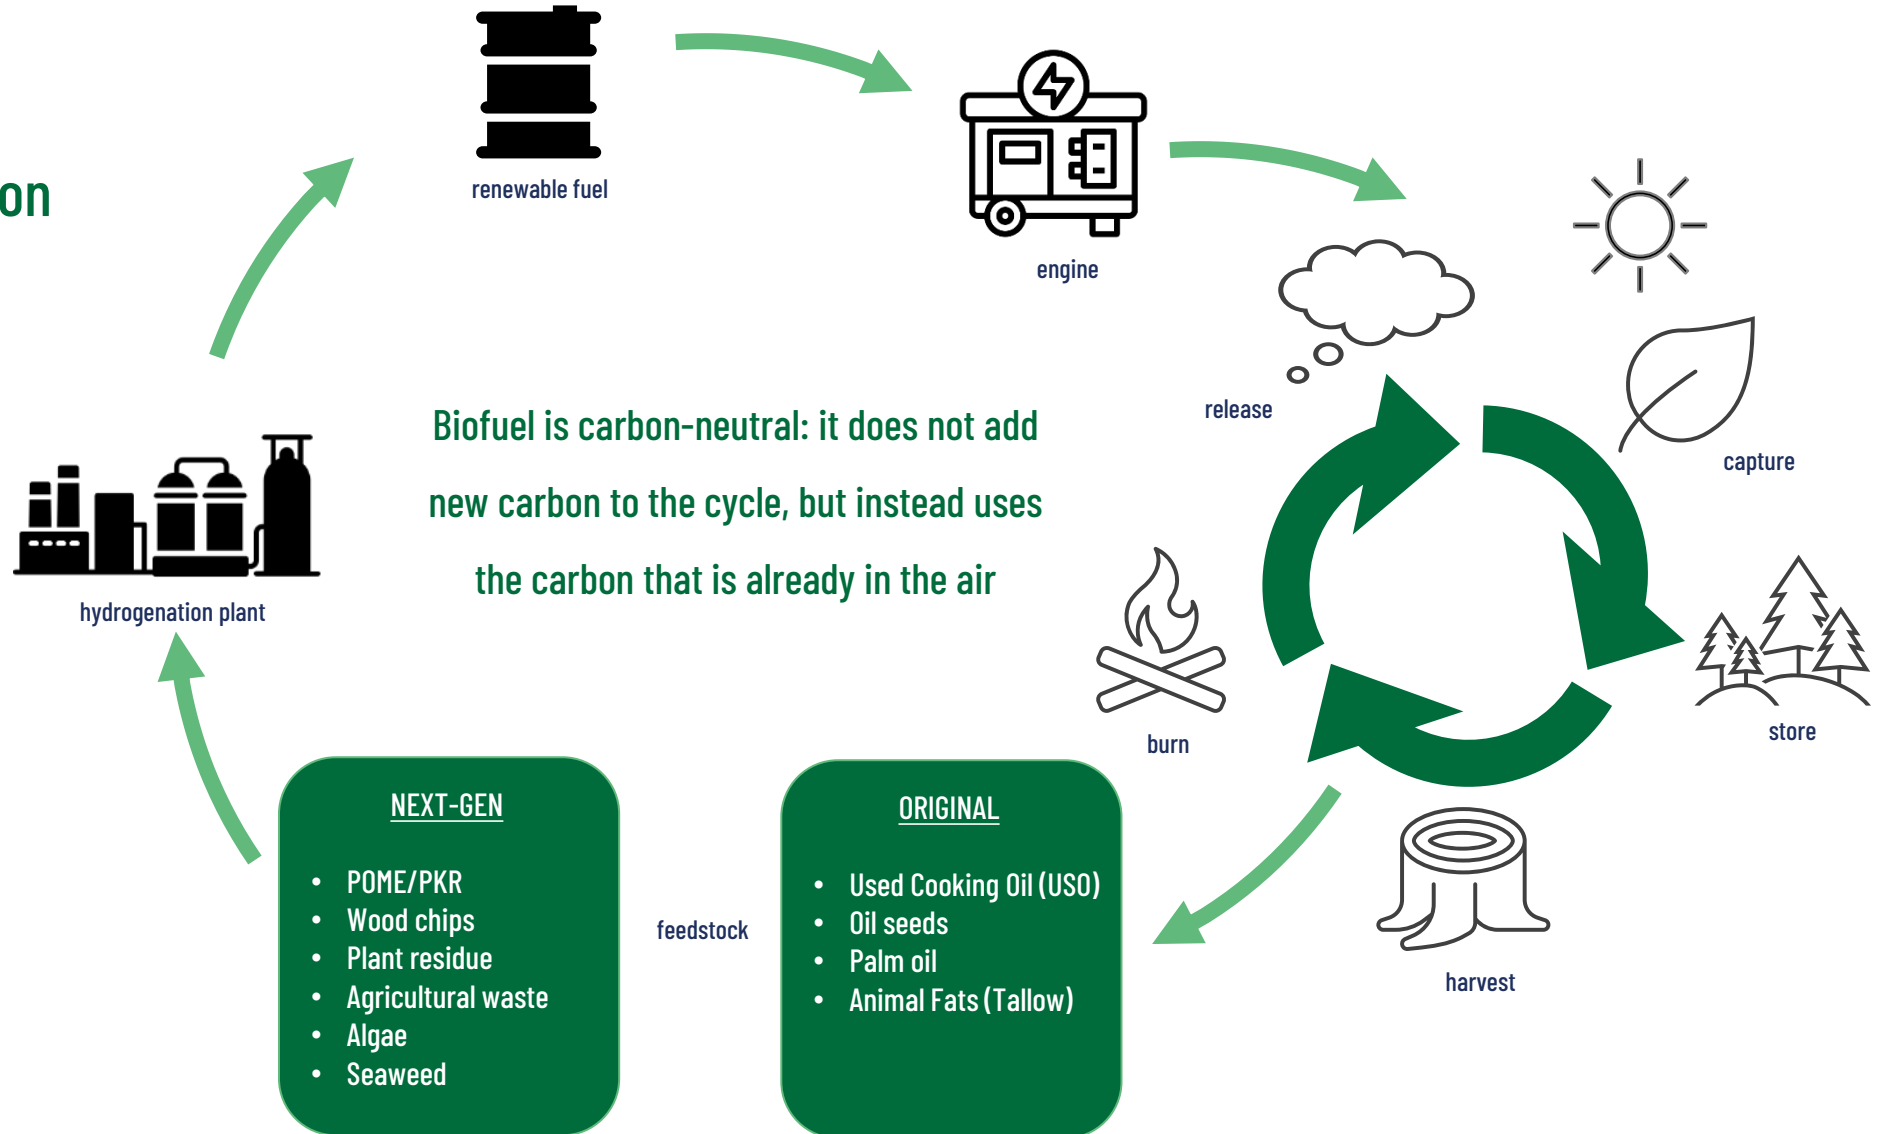 on
renewable fuel
engine
release
capture
Biofuel is carbon-neutral: it does not add
new carbon to the cycle, but instead uses
the carbon that is already in the air
hydrogenation plant
burn
store
harvest
feedstock
NEXT-GEN
• POME/PKR
• Wood chips
• Plant residue
• Agricultural waste
• Algae
• Seaweed
ORIGINAL
• Used Cooking Oil (USO)
• Oil seeds
• Palm oil
• Animal Fats (Tallow)